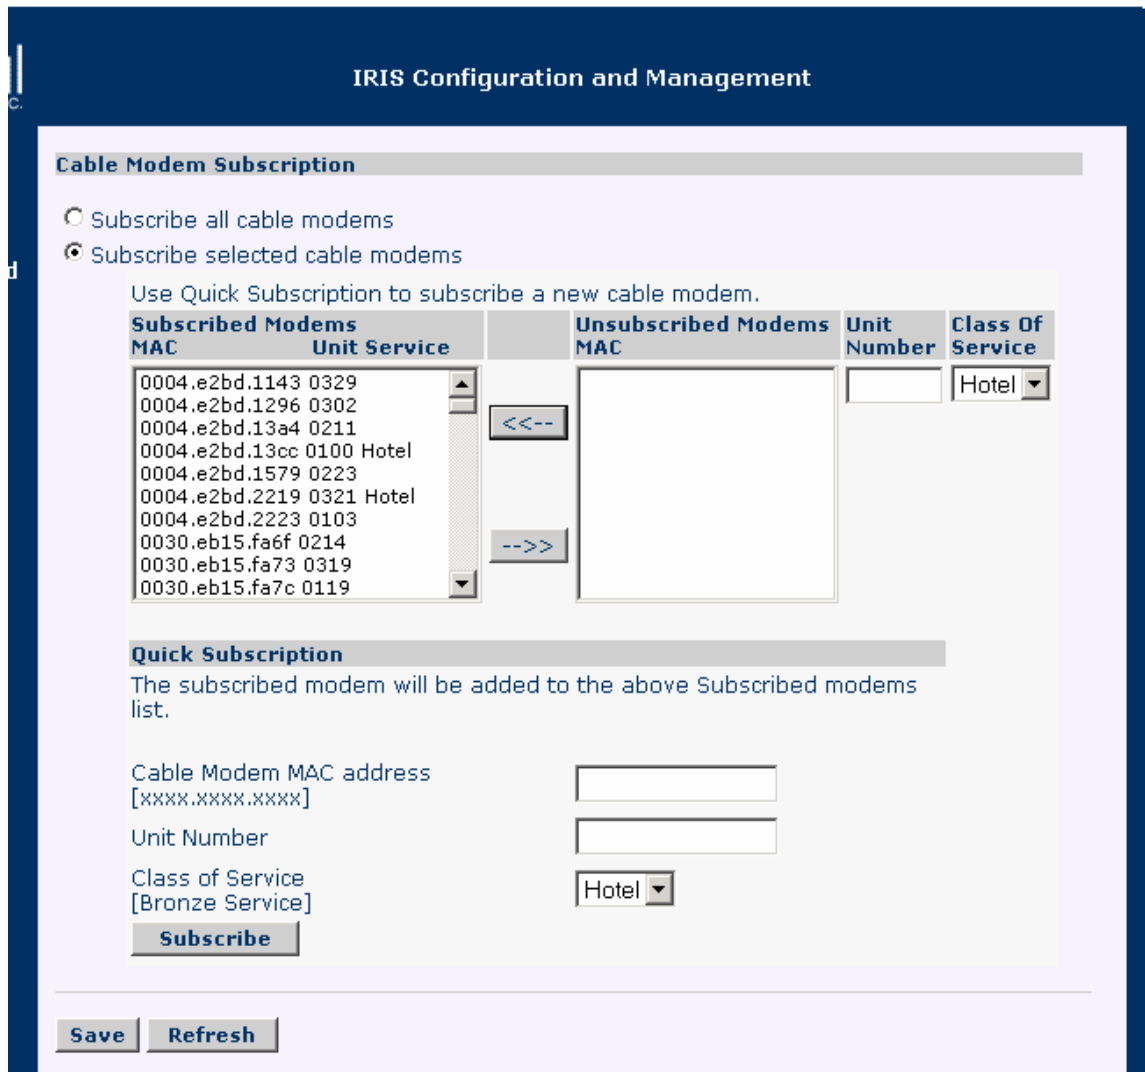 C.
IRIS Configuration and Management
Cable Modem Subscription
Subscribe all cable modems
Subscribe selected cable modems
d
Use Quick Subscription to subscribe a new cable modem.
Subscribed Modems
MAC Unit Service
Unsubscribed Modems
MAC
Unit
Number
Class Of
Service
0004.e2bd.1143 0329
0004.e2bd.1296 0302
0004.e2bd.13a4 0211
0004.e2bd.13cc 0100 Hotel
0004.e2bd.1579 0223
0004.e2bd.2219 0321 Hotel
0004.e2bd.2223 0103
0030.eb15.fa6f 0214
0030.eb15.fa73 0319
0030.eb15.fa7c 0119
<<--
-->>
Hotel
Quick Subscription
The subscribed modem will be added to the above Subscribed modems
list.
Cable Modem MAC address
[xxxx.xxxx.xxxx]
Unit Number
Class of Service
[Bronze Service]
Hotel
Subscribe
Save Refresh